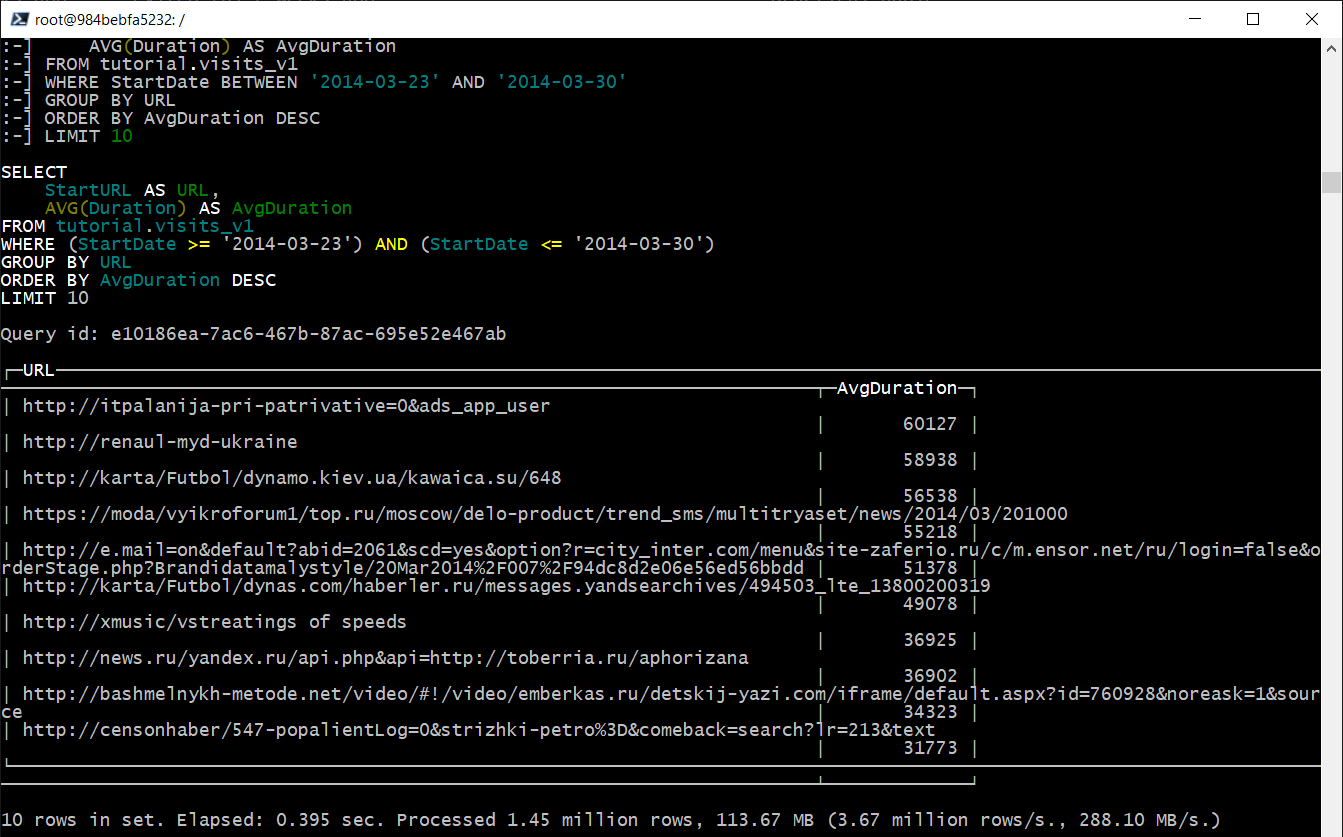 root@984bebfa5232: /
:-] AVG(Duration) AS AvgDuration
:-] FROM tutorial.visits_v1
:-] WHERE StartDate BETWEEN '2014-03-23' AND '2014-03-30'
:-] GROUP BY URL
:-] ORDER BY AvgDuration DESC
:-] LIMIT 10
SELECT
StartURL AS URL,
AVG(Duration) AS AvgDuration
FROM tutorial.visits_v1
WHERE (StartDate >= '2014-03-23') AND (StartDate <= '2014-03-30')
GROUP BY URL
ORDER BY AvgDuration DESC
LIMIT 10
Query id: e10186ea-7ac6-467b-87ac-695e52e467ab
URL
AvgDuration
| http://itpalanija-pri-patrivative=0&ads_app_user
| 60127 |
| http://renaul-myd-ukraine
| 58938 |
| http://karta/Futbol/dynamo.kiev.ua/kawaica.su/648
| 56538 |
| https://moda/vyikroforum1/top.ru/moscow/delo-product/trend_sms/multitryaset/news/2014/03/201000
| 55218 |
| http://e.mail=on&default?abid=2061&scd=yes&option?r=city_inter.com/menu&site-zaferio.ru/c/m.ensor.net/ru/login=false&o
rderStage.php?Brandidatamalystyle/20Mar2014%2F007%2F94dc8d2e06e56ed56bbdd | 51378 |
| http://karta/Futbol/dynas.com/haberler.ru/messages.yandsearchives/494503_lte_13800200319
| 49078 |
| http://xmusic/vstreatings of speeds
| 36925 |
| http://news.ru/yandex.ru/api.php&api=http://toberria.ru/aphorizana
| 36902 |
| http://bashmelnykh-metode.net/video/#!/video/emberkas.ru/detskij-yazi.com/iframe/default.aspx?id=760928&noreask=1&sour
ce | 34323 |
| http://censonhaber/547-popalientLog=0&strizhki-petro%3D&comeback=search?lr=213&text
| 31773 |
10 rows in set. Elapsed: 0.395 sec. Processed 1.45 million rows, 113.67 MB (3.67 million rows/s., 288.10 MB/s.)